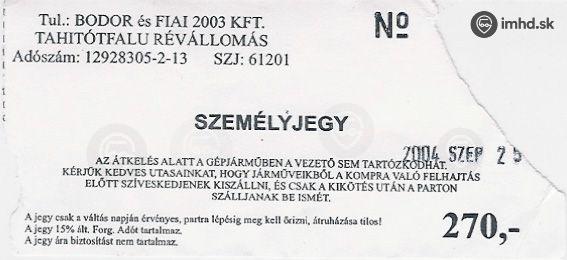 imhd.sk
Tul.: BODOR és FIAI 2003 KFT.
TAHITÓTFALU RÉVÁLLOMÁS
Adószám: 12928305-2-13 SZJ: 61201
Nº
SZEMÉLYJEGY
2004 SZEP 25
AZ ÁTKELÉS ALATT A GÉPJÁRMŰBEN A VEZETŐ SEM TARTÓZKODHAT.
KÉRJÜK KEDVES UTASAINKAT, HOGY JÁRMŰVEIKBŐL A KOMPRA VALÓ FELHAJTÁS
ELŐTT SZÍVESKEDJENEK KISZÁLLNI, ÉS CSAK A KIKÖTÉS UTÁN A PARTON
SZÁLLJANAK BE ISMÉT.
A jegy csak a váltás napján érvényes, partra lépésig meg kell őrizni, átruházása tilos!
A jegy 15% ált. Forg. Adót tartalmaz.
A jegy ára biztosítást nem tartalmaz.
270,-